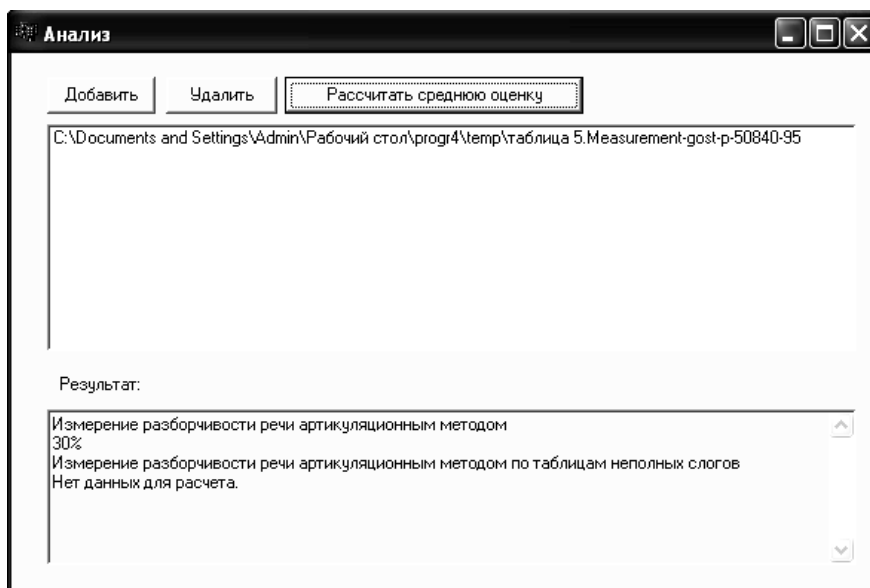 Анализ
Добавить Удалить Рассчитать среднюю оценку
C:\Documents and Settings\Admin\Рабочий стол\progr4\temp\таблица 5.Measurement-gost-p-50840-95
Результат:
Измерение разборчивости речи артикуляционным методом
30%
Измерение разборчивости речи артикуляционным методом по таблицам неполных слогов
Нет данных для расчета.